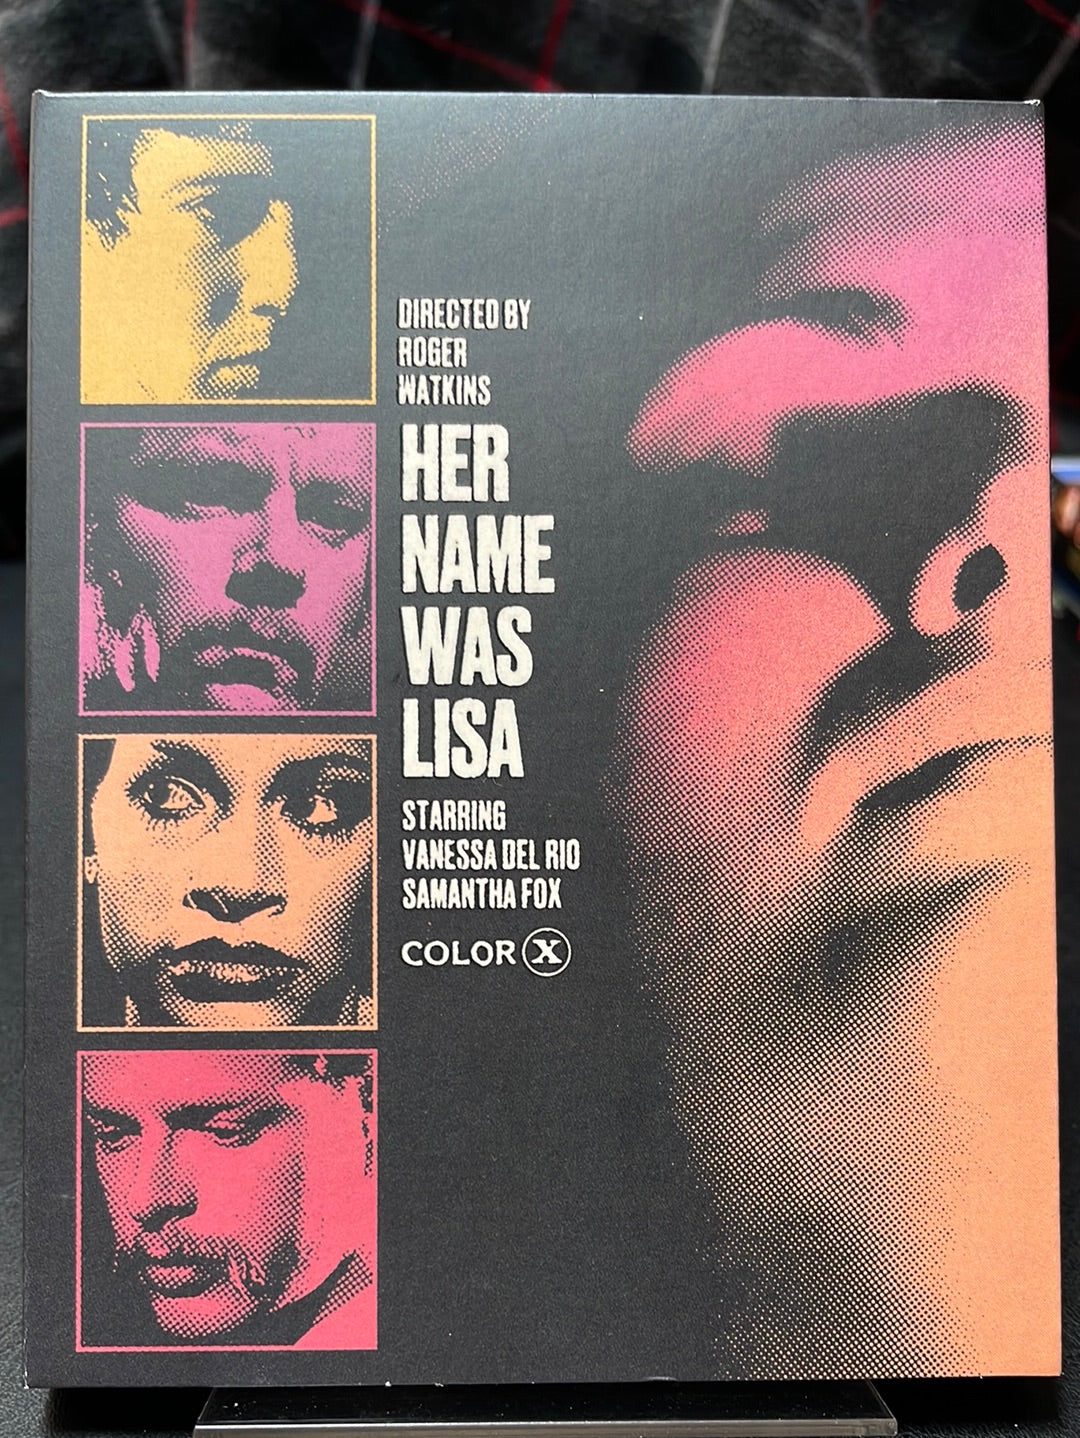 DIRECTED BY
ROGER
WATKINS
HER
NAME
WAS
LISA
STARRING
VANESSA DEL RIO
SAMANTHA FOX
COLOR X